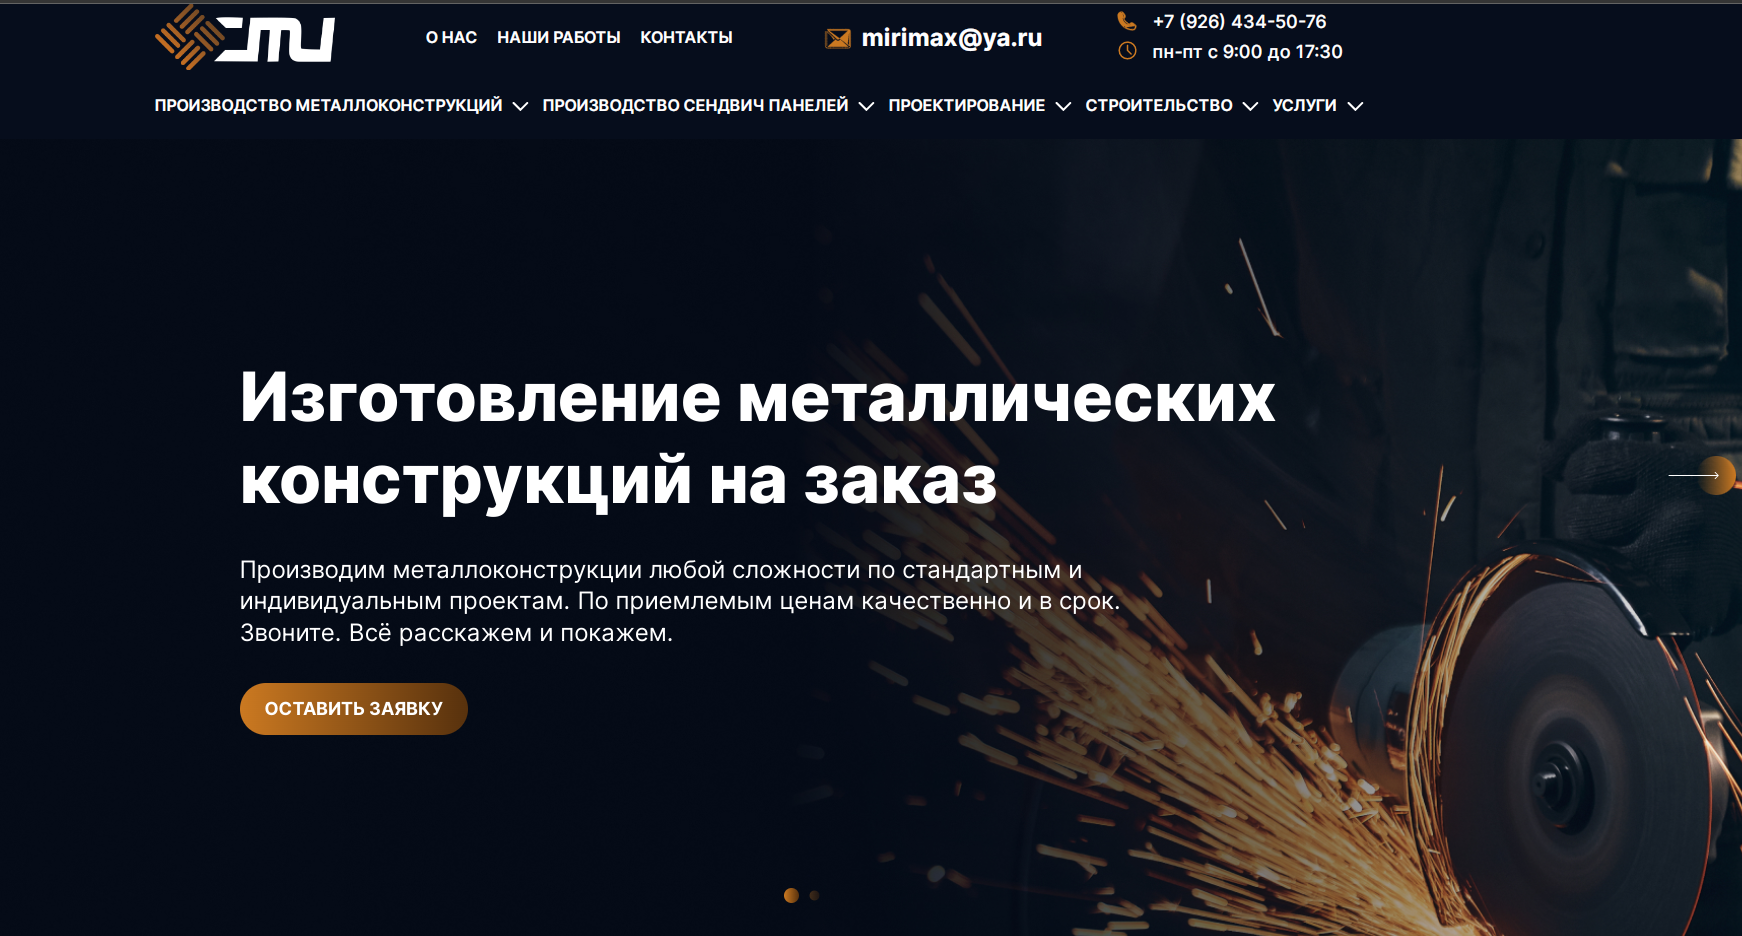 О НАС НАШИ РАБОТЫ КОНТАКТЫ
mirimax@ya.ru
+7 (926) 434-50-76
пн-пт с 9:00 до 17:30
ПРОИЗВОДСТВО МЕТАЛЛОКОНСТРУКЦИЙ ПРОИЗВОДСТВО СЕНДВИЧ ПАНЕЛЕЙ ПРОЕКТИРОВАНИЕ СТРОИТЕЛЬСТВО УСЛУГИ
Изготовление металлических
конструкций на заказ
Производим металлоконструкции любой сложности по стандартным и
индивидуальным проектам. По приемлемым ценам качественно и в срок.
Звоните. Всё расскажем и покажем.
ОСТАВИТЬ ЗАЯВКУ